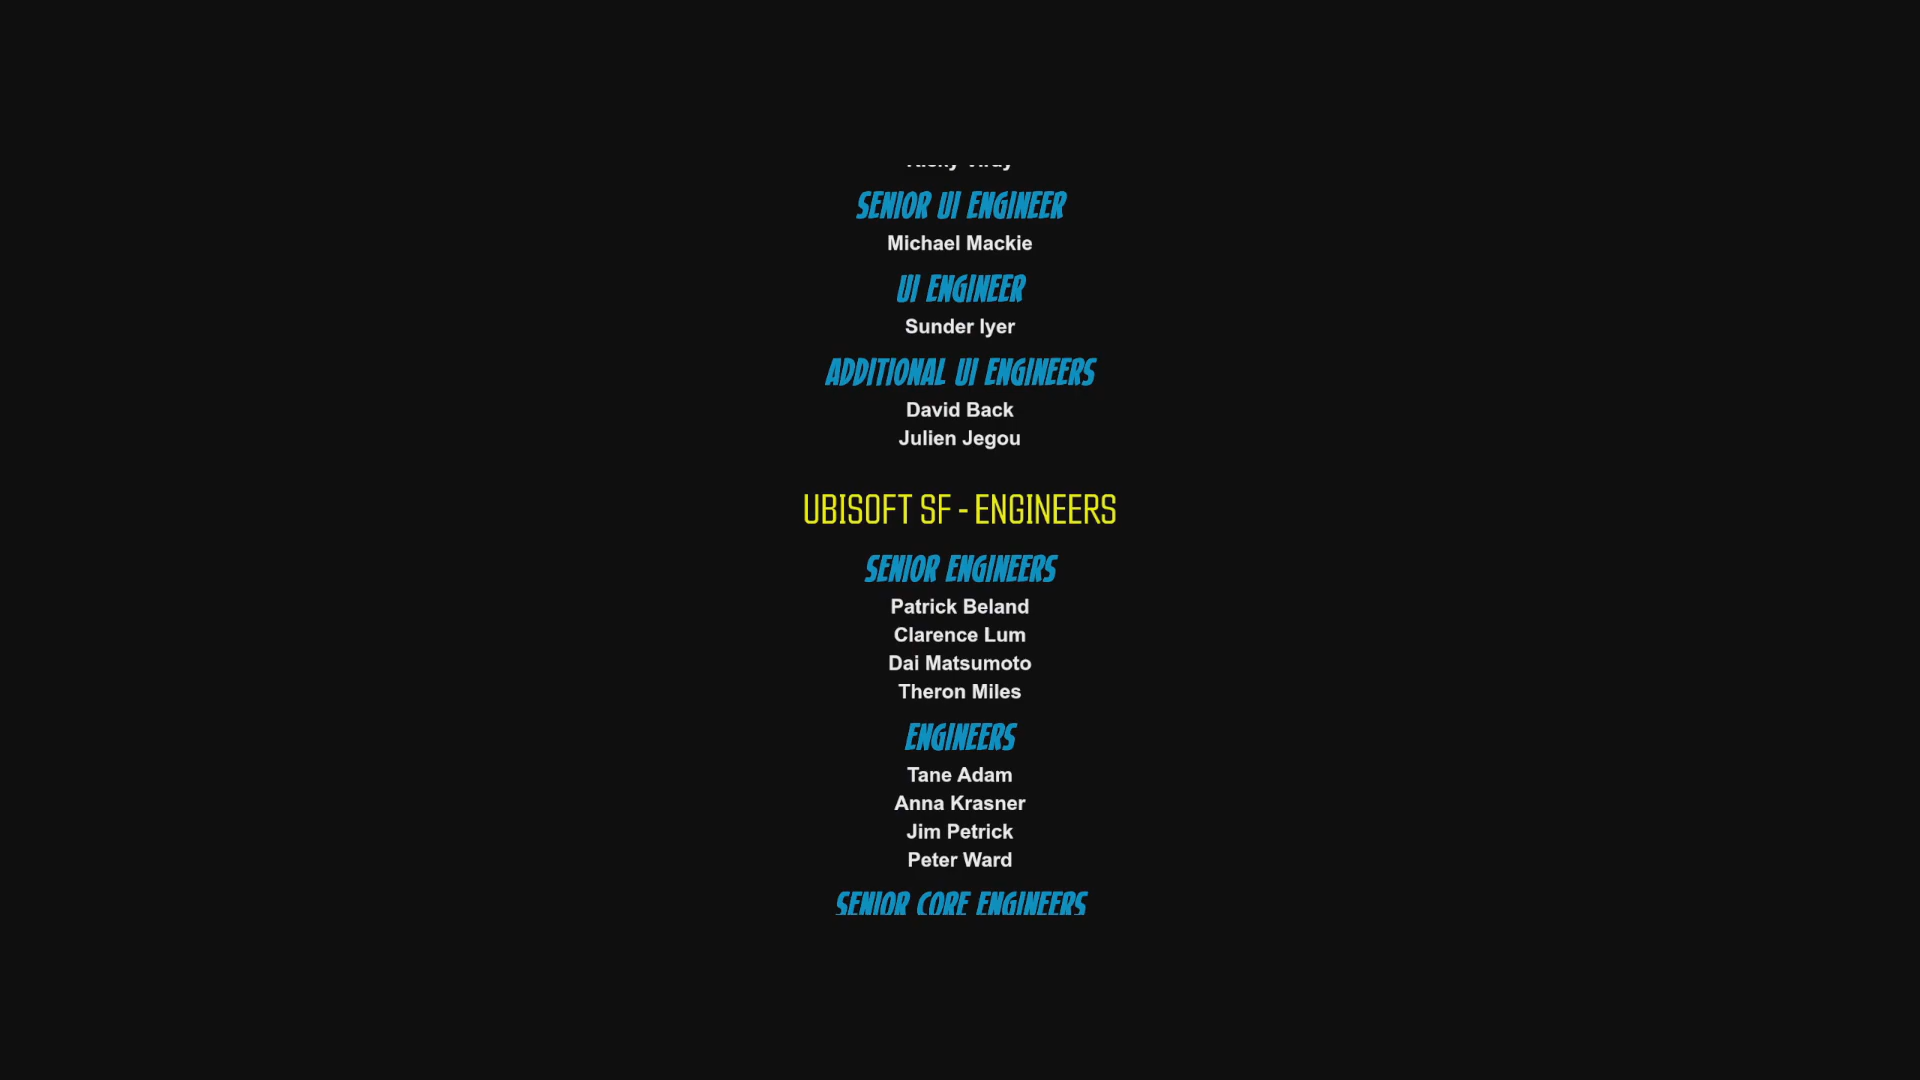 SENIOR UI ENGINEER
Michael Mackie
UI ENGINEER
Sunder Iyer
ADDITIONAL UI ENGINEERS
David Back
Julien Jegou
UBISOFT SF - ENGINEERS
SENIOR ENGINEERS
Patrick Beland
Clarence Lum
Dai Matsumoto
Theron Miles
ENGINEERS
Tane Adam
Anna Krasner
Jim Petrick
Peter Ward
SENIOR CORE ENGINEERS